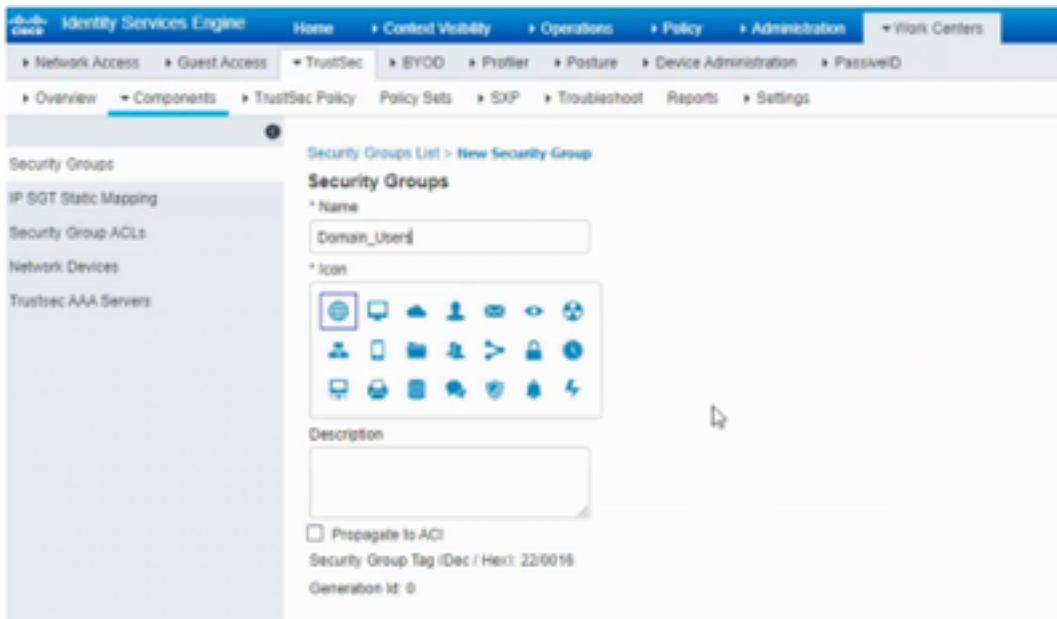 cisco Identity Services Engine Home Context Visibility Operations Policy Administration Work Centers
Network Access Guest Access TrustSec BYOD Profiler Posture Device Administration PassiveID
Overview Components TrustSec Policy Policy Sets SXP Troubleshoot Reports Settings
Security Groups
IP SGT Static Mapping
Security Group ACLs
Network Devices
Trustsec AAA Servers
Security Groups List > New Security Group
Security Groups
* Name
Domain_Users
* Icon
Description
Propagate to ACI
Security Group Tag (Dec / Hex): 22/0016
Generation Id: 0